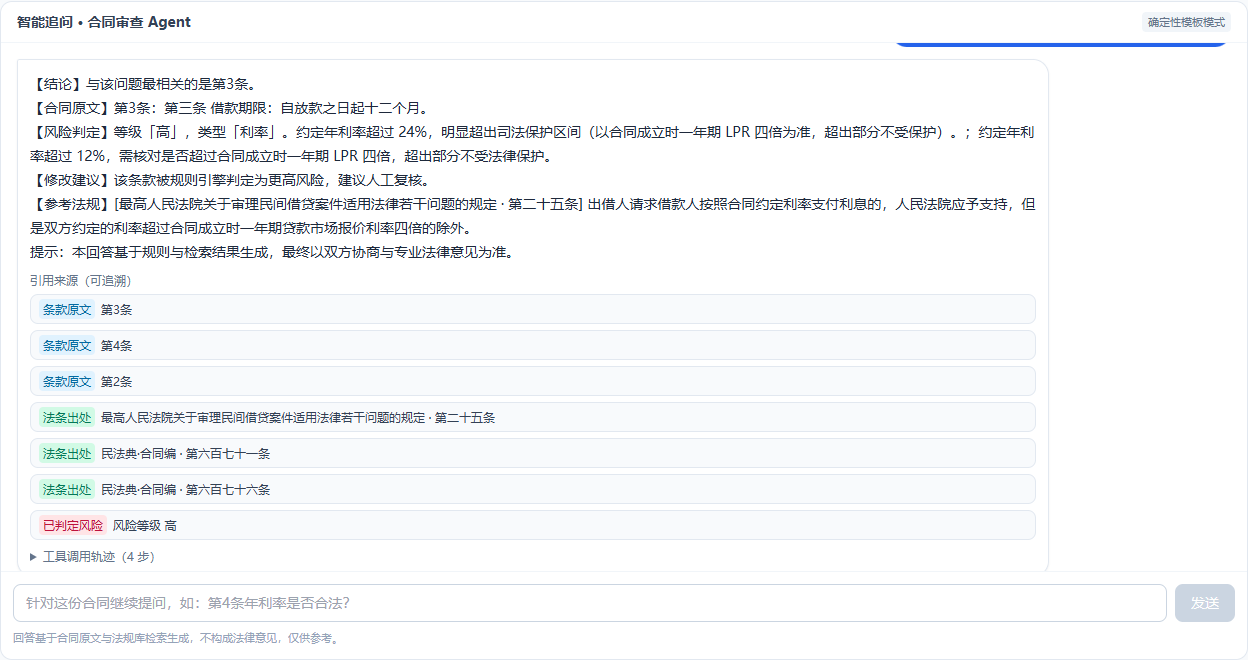 智能追问 • 合同审查 Agent
确定性模板模式
【结论】与该问题最相关的是第3条。
【合同原文】第3条：第三条 借款期限：自放款之日起十二个月。
【风险判定】等级「高」，类型「利率」。约定年利率超过 24%，明显超出司法保护区间（以合同成立时一年期 LPR 四倍为准，超出部分不受保护）。；约定年利
率超过 12%，需核对是否超过合同成立时一年期 LPR 四倍，超出部分不受法律保护。
【修改建议】该条款被规则引擎判定为更高风险，建议人工复核。
【参考法规】[最高人民法院关于审理民间借贷案件适用法律若干问题的规定 · 第二十五条] 出借人请求借款人按照合同约定利率支付利息的，人民法院应予支持，但
是双方约定的利率超过合同成立时一年期贷款市场报价利率四倍的除外。
提示：本回答基于规则与检索结果生成，最终以双方协商与专业法律意见为准。
引用来源（可追溯）
条款原文 第3条
条款原文 第4条
条款原文 第2条
法条出处 最高人民法院关于审理民间借贷案件适用法律若干问题的规定 · 第二十五条
法条出处 民法典·合同编 · 第六百七十一条
法条出处 民法典·合同编 · 第六百七十六条
已判定风险 风险等级 高
▶ 工具调用轨迹（4 步）
针对这份合同继续提问，如：第4条年利率是否合法？
发送
回答基于合同原文与法规库检索生成，不构成法律意见，仅供参考。